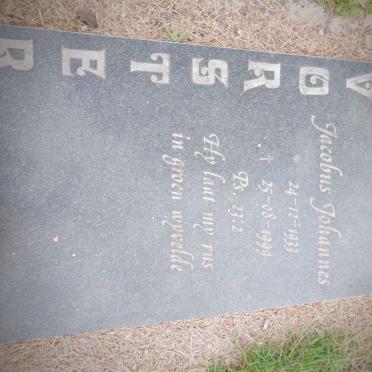 VORSTER
Jacobus Johannes
* 24-12-1933
† 25-08-1999
Ps. 23:2
Hy laat my rus
in groen weivelde